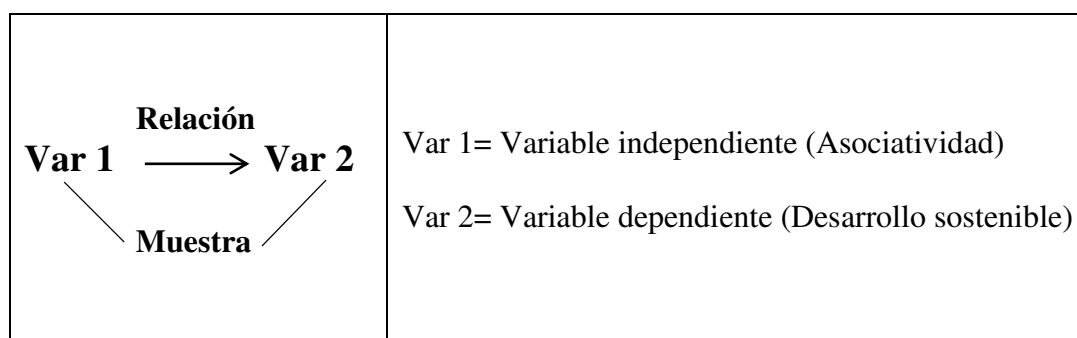 Relación
Var 1 Var 2
Muestra
Var 1= Variable independiente (Asociatividad)
Var 2= Variable dependiente (Desarrollo sostenible)